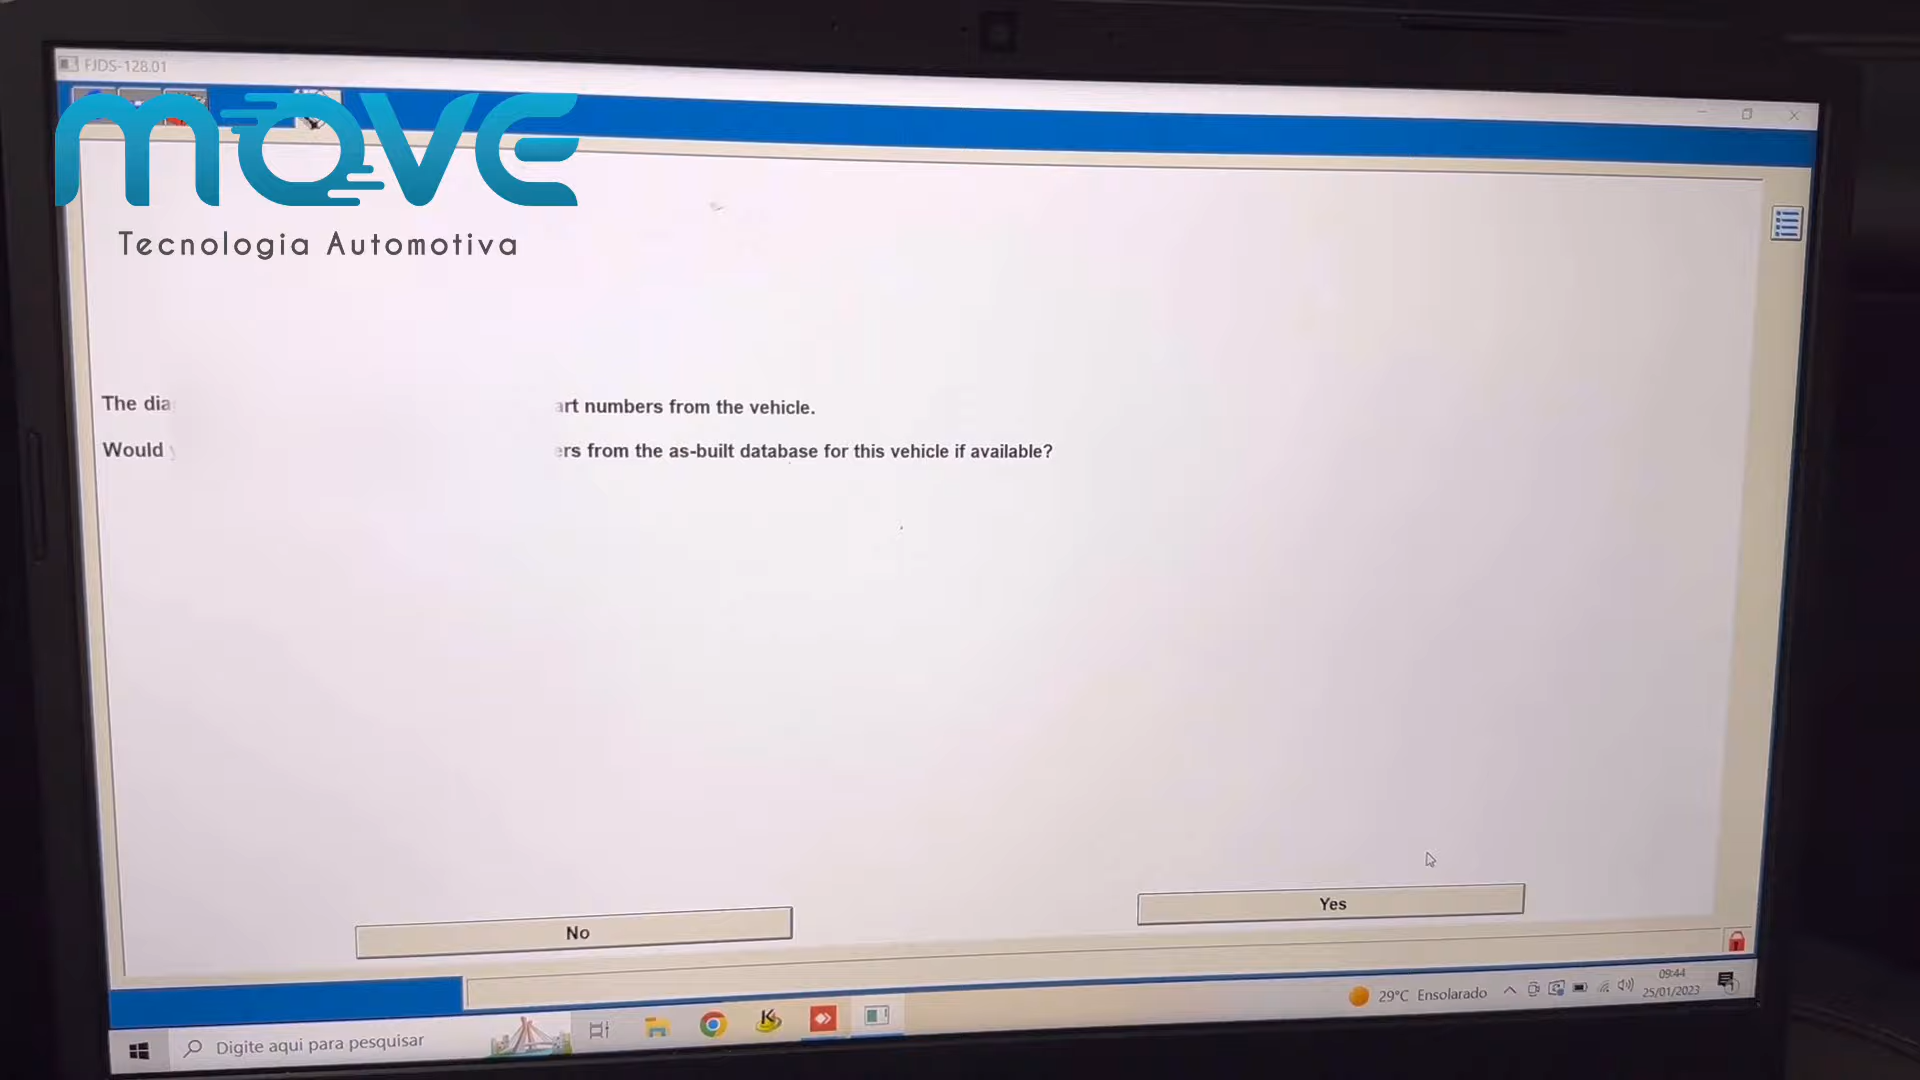 FJDS-128.01
MOVE
Tecnologia Automotiva
The dia
art numbers from the vehicle.
Would
ers from the as-built database for this vehicle if available?
No
Yes
29°C Ensolarado
09:44
25/01/2023
Digite aqui para pesquisar